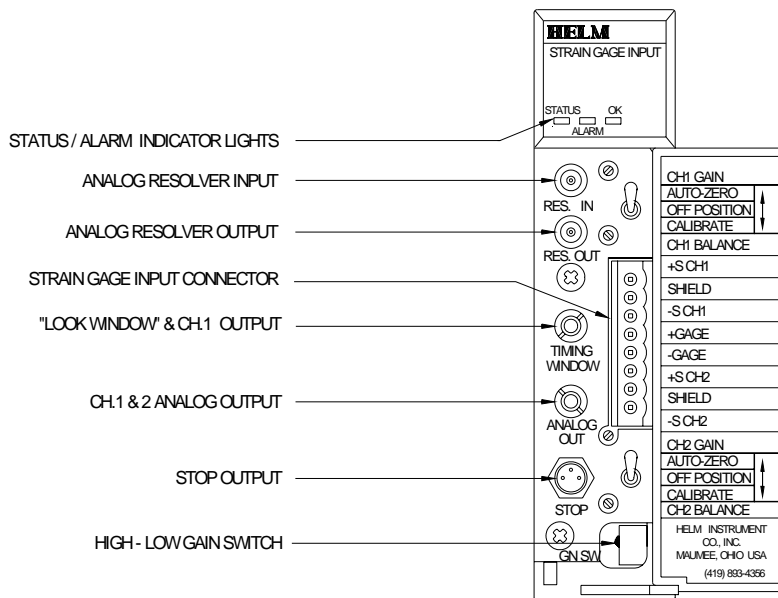 HELM
STRAIN GAGE INPUT
STATUS OK
ALARM
STATUS / ALARM INDICATOR LIGHTS
ANALOG RESOLVER INPUT
RES. IN
ANALOG RESOLVER OUTPUT
RES. OUT
STRAIN GAGE INPUT CONNECTOR
"LOOK WINDOW" & CH.1 OUTPUT
TIMING
WINDOW
CH.1 & 2 ANALOG OUTPUT
ANALOG
OUT
STOP OUTPUT
STOP
HIGH - LOW GAIN SWITCH
GN SW
CH1 GAIN
AUTO-ZERO
OFF POSITION
CALIBRATE
CH1 BALANCE
+S CH1
SHIELD
-S CH1
+GAGE
-GAGE
+S CH2
SHIELD
-S CH2
CH2 GAIN
AUTO-ZERO
OFF POSITION
CALIBRATE
CH2 BALANCE
HELM INSTRUMENT
CO., INC.
MAUMEE, OHIO USA
(419) 893-4356